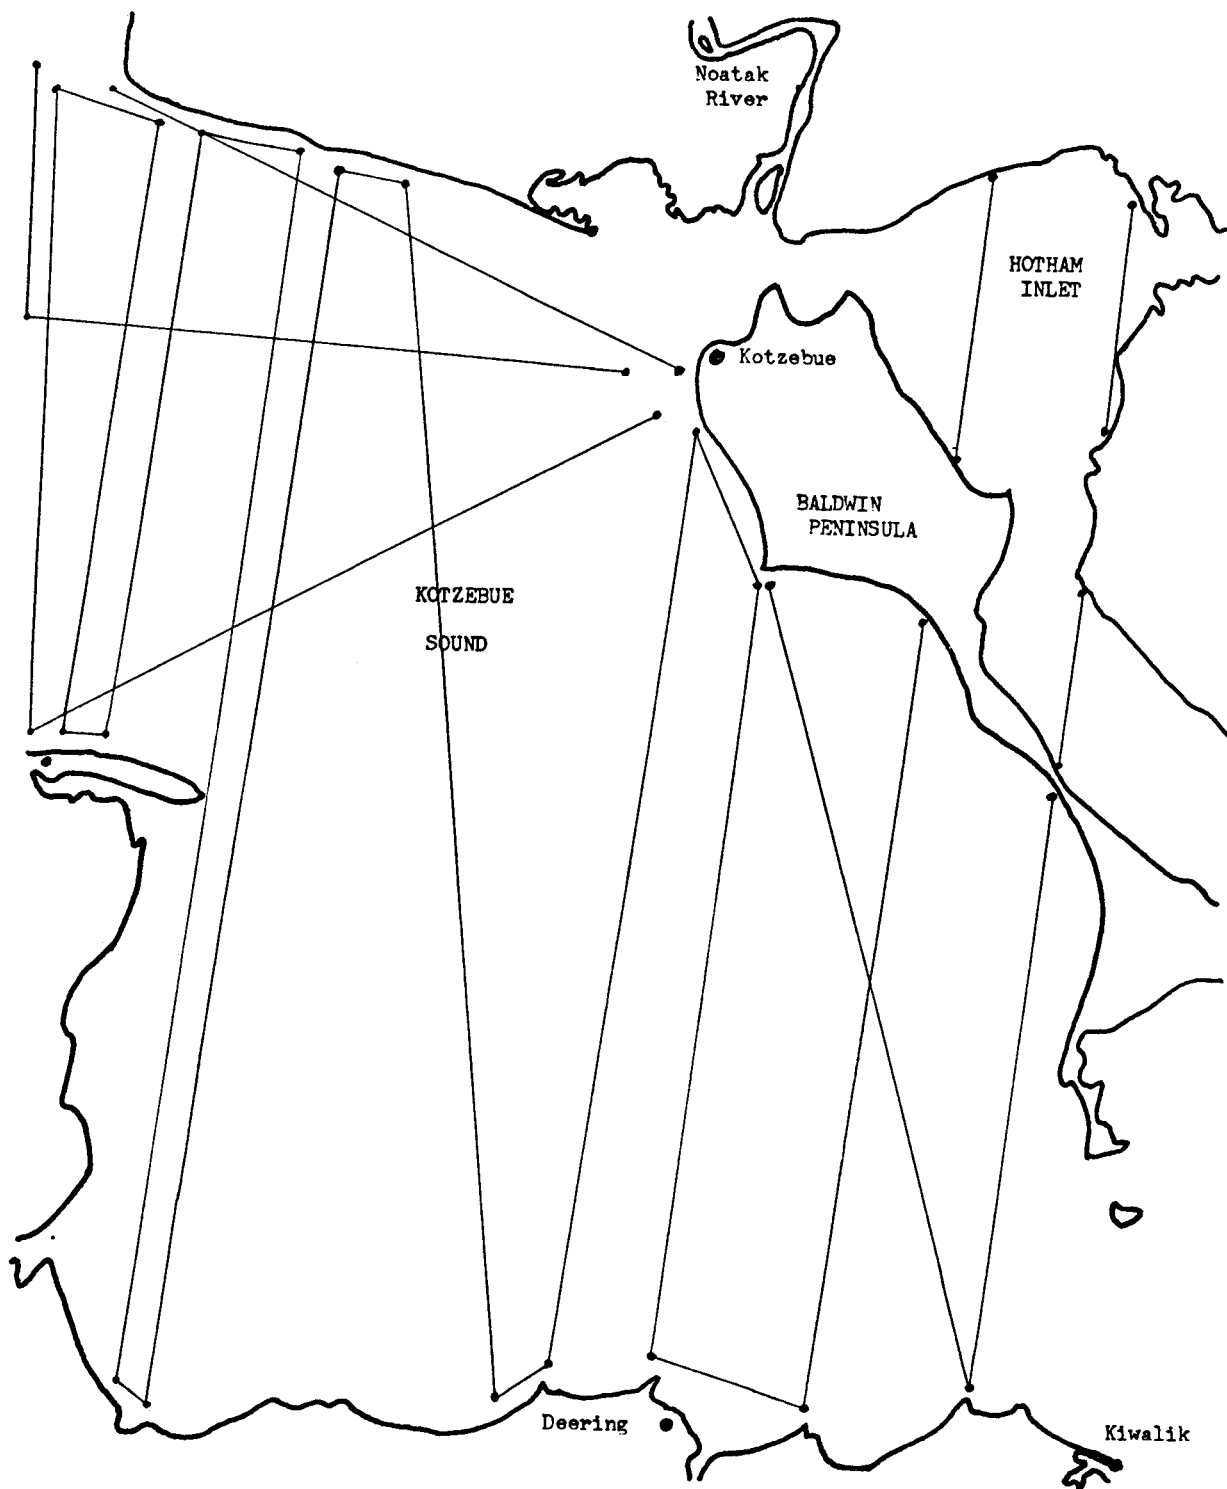 Noatak
River
HOTHAM
INLET
Kotzebue
BALDWIN
PENINSULA
KOTZEBUE
SOUND
Deering
Kiwalik